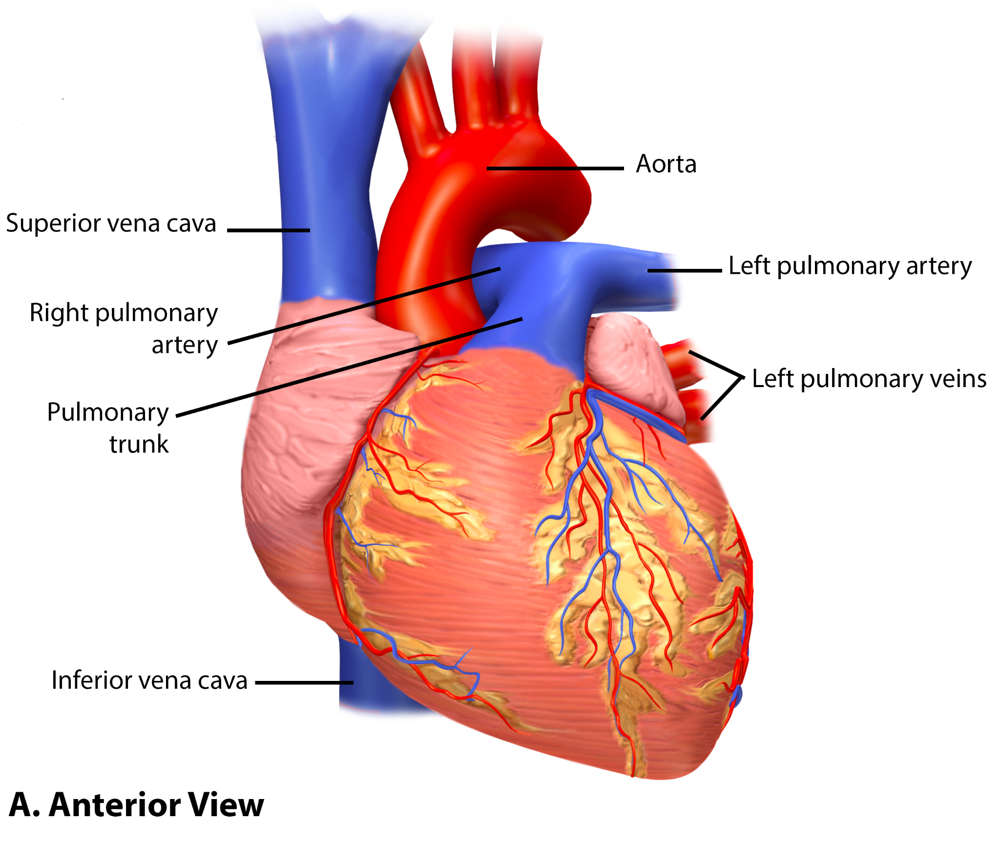 Aorta
Superior vena cava
Left pulmonary artery
Right pulmonary
artery
Left pulmonary veins
Pulmonary
trunk
Inferior vena cava
A. Anterior View